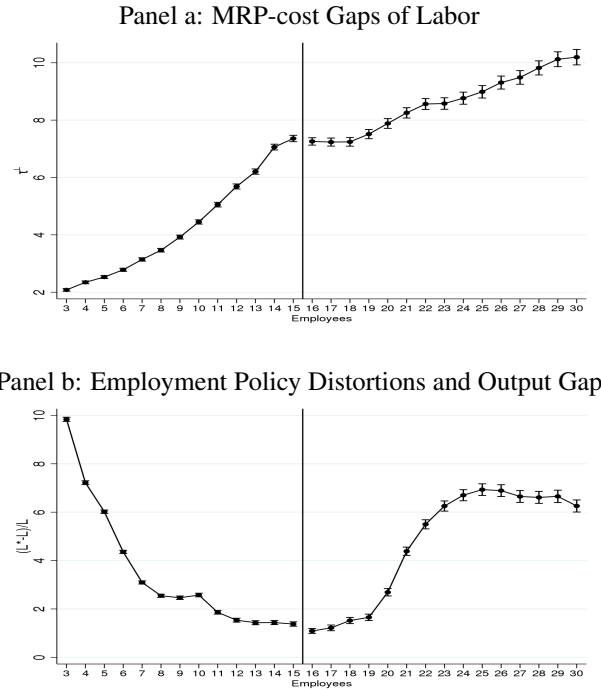 Panel a: MRP-cost Gaps of Labor
10
8
6
4
2
τᴸ
3 4 5 6 7 8 9 10 11 12 13 14 15 16 17 18 19 20 21 22 23 24 25 26 27 28 29 30
Employees
Panel b: Employment Policy Distortions and Output Gap
10
8
6
4
2
0
(L*-L)/L
3 4 5 6 7 8 9 10 11 12 13 14 15 16 17 18 19 20 21 22 23 24 25 26 27 28 29 30
Employees